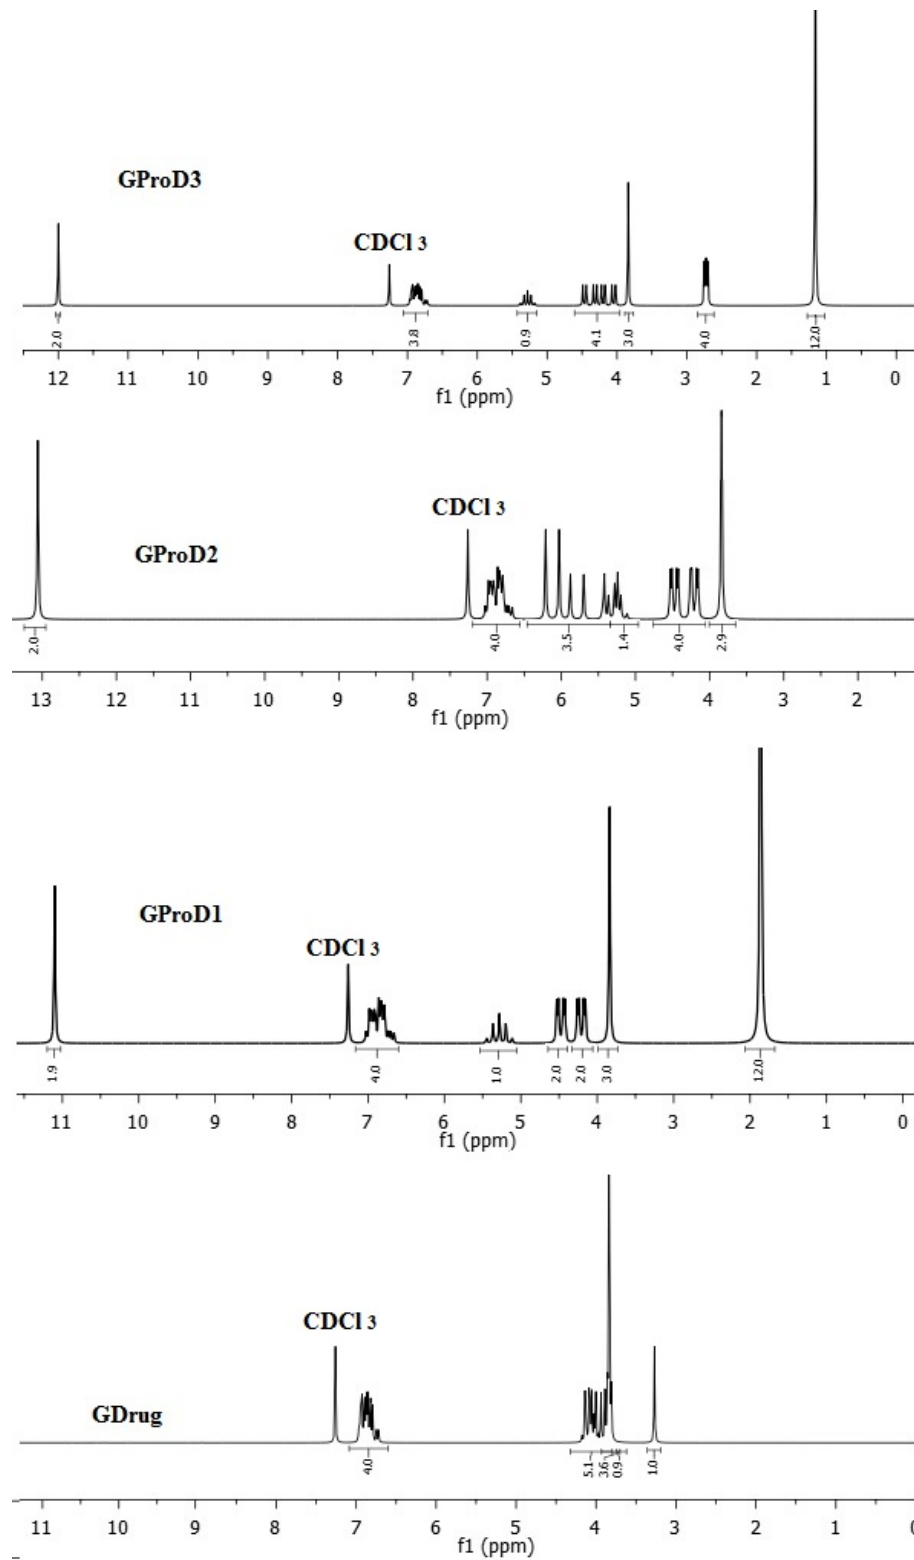 GProD3
CDCl 3
2.0 3.8 0.9 4.1 3.0 4.0 12.0
12 11 10 9 8 7 6 5 4 3 2 1 0
f1 (ppm)
CDCl 3
GProD2
2.0 4.0 3.5 1.4 4.0 2.9
13 12 11 10 9 8 7 6 5 4 3 2
f1 (ppm)
GProD1
CDCl 3
1.9 4.0 1.0 2.0 2.0 3.0 12.0
11 10 9 8 7 6 5 4 3 2 1 0
f1 (ppm)
CDCl 3
GDrug
4.0 5.1 3.6 0.9 1.0
11 10 9 8 7 6 5 4 3 2 1 0
f1 (ppm)